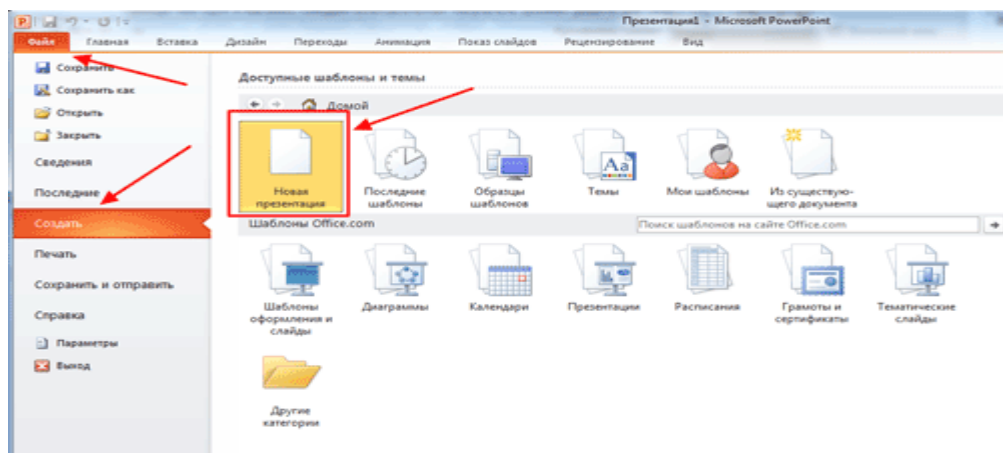 Презентация1 - Microsoft PowerPoint
Файл Главная Вставка Дизайн Переходы Анимация Показ слайдов Рецензирование Вид
Сохранить
Сохранить как
Открыть
Закрыть
Сведения
Последние
Создать
Печать
Сохранить и отправить
Справка
Параметры
Выход
Доступные шаблоны и темы
Домой
Новая
презентация
Последние
шаблоны
Образцы
шаблонов
Темы
Мои шаблоны
Из существую-
щего документа
Шаблоны Office.com
Поиск шаблонов на сайте Office.com
Шаблоны
оформления и
слайды
Диаграммы
Календари
Презентации
Расписания
Грамоты и
сертификаты
Тематические
слайды
Другие
категории